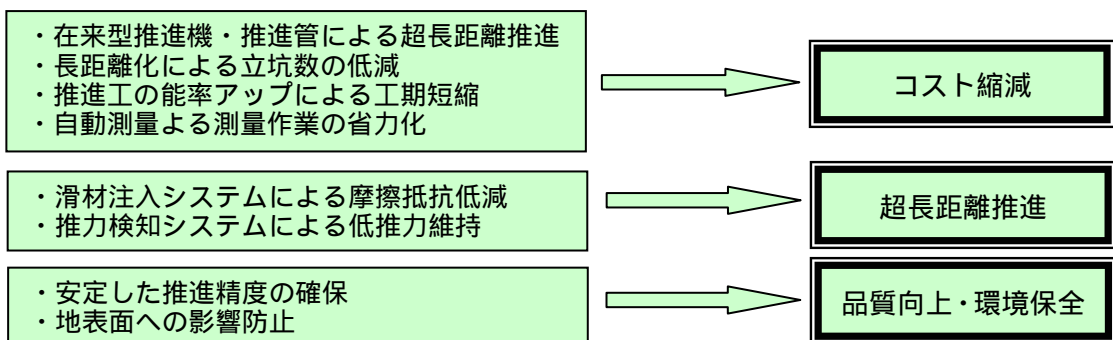 ・在来型推進機・推進管による超長距離推進
・長距離化による立坑数の低減
・推進工の能率アップによる工期短縮
・自動測量よる測量作業の省力化
コスト縮減
・滑材注入システムによる摩擦抵抗低減
・推力検知システムによる低推力維持
超長距離推進
・安定した推進精度の確保
・地表面への影響防止
品質向上・環境保全